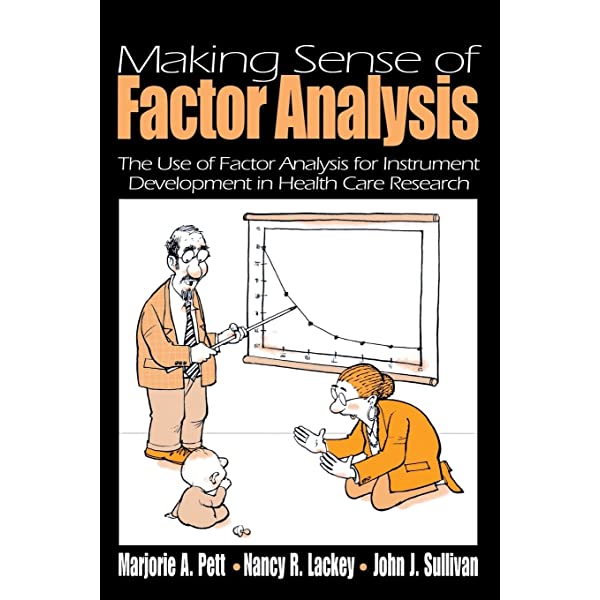 Making Sense of
Factor Analysis
The Use of Factor Analysis for Instrument
Development in Health Care Research
Marjorie A. Pett • Nancy R. Lackey • John J. Sullivan